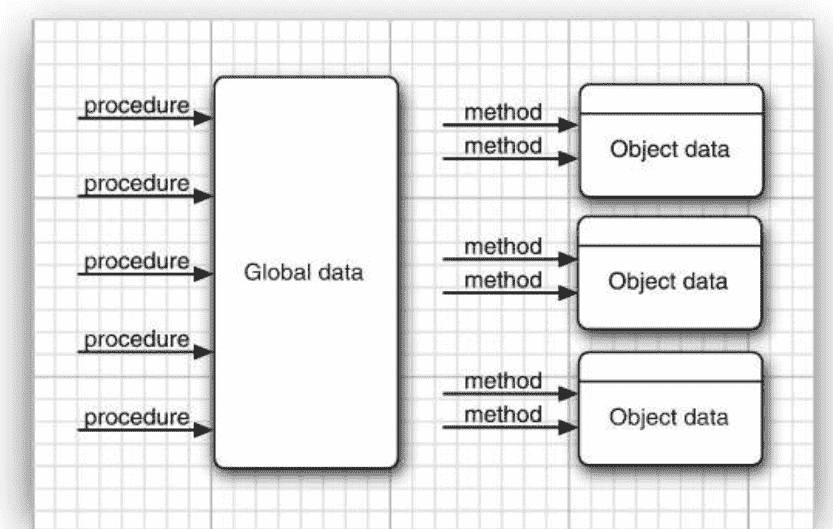 procedure
procedure
procedure
procedure
procedure
Global data
method
method
Object data
method
method
Object data
method
method
Object data